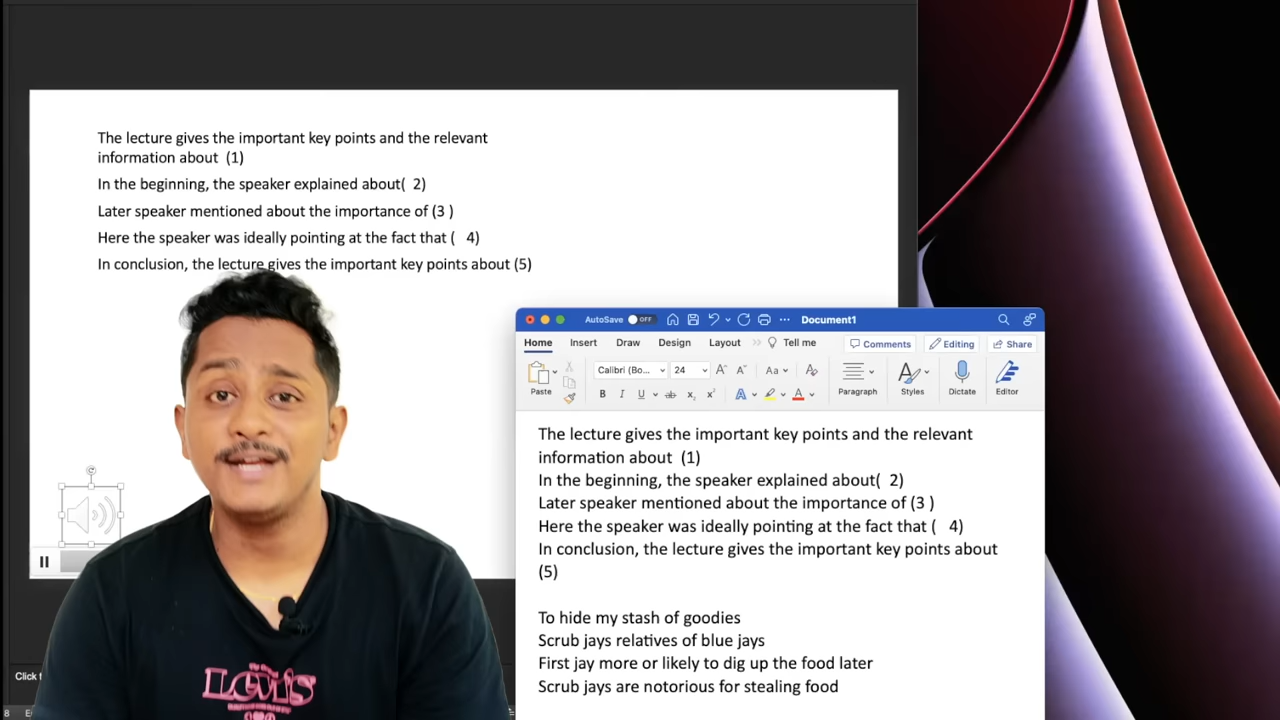 The lecture gives the important key points and the relevant
information about (1)
In the beginning, the speaker explained about( 2)
Later speaker mentioned about the importance of (3 )
Here the speaker was ideally pointing at the fact that ( 4)
In conclusion, the lecture gives the important key points about (5)
AutoSave OFF Document1
Home Insert Draw Design Layout Tell me Comments Editing Share
Calibri (Bo... 24
Paste Paragraph Styles Dictate Editor
The lecture gives the important key points and the relevant
information about (1)
In the beginning, the speaker explained about( 2)
Later speaker mentioned about the importance of (3 )
Here the speaker was ideally pointing at the fact that ( 4)
In conclusion, the lecture gives the important key points about
(5)
To hide my stash of goodies
Scrub jays relatives of blue jays
First jay more or likely to dig up the food later
Scrub jays are notorious for stealing food
Levi's
Click
8